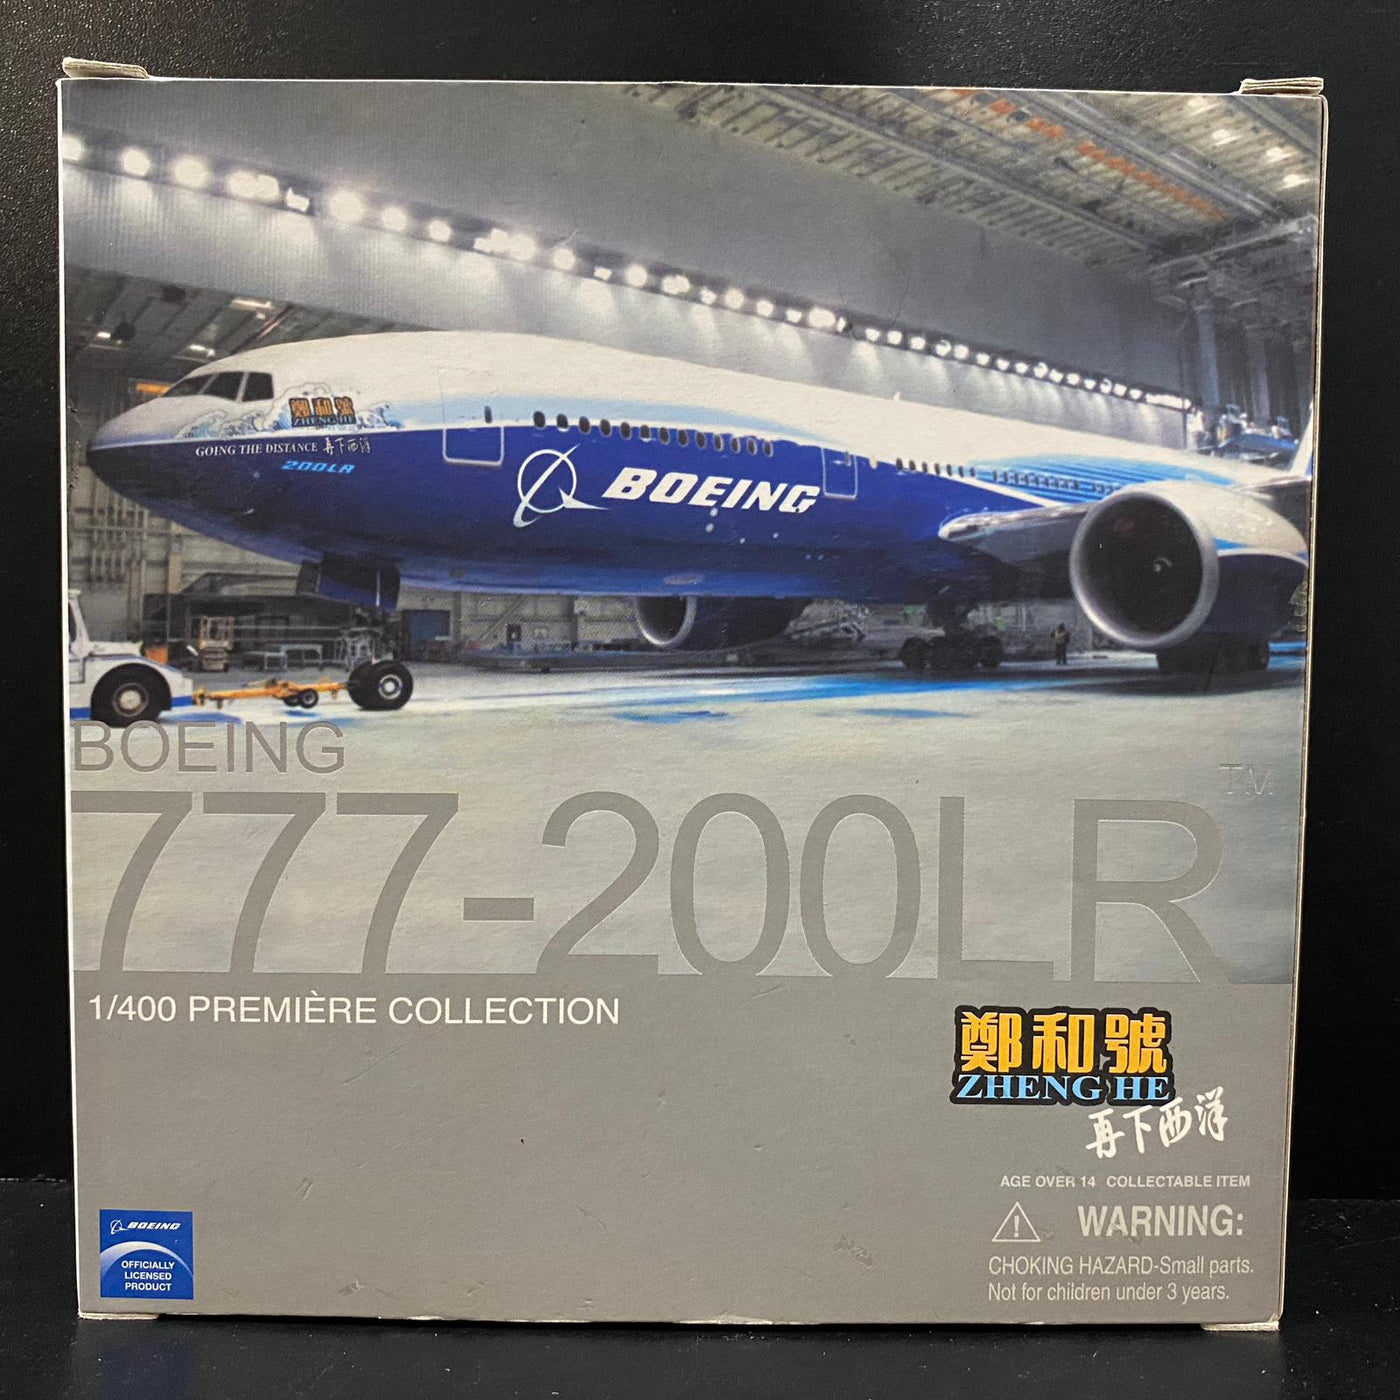 鄭和號
ZHENG HE
GOING THE DISTANCE 再下西洋
200LR
BOEING
BOEING
777-200LR™
1/400 PREMIÈRE COLLECTION
鄭和號
ZHENG HE
再下西洋
AGE OVER 14 COLLECTABLE ITEM
WARNING:
CHOKING HAZARD-Small parts.
Not for children under 3 years.
BOEING
OFFICIALLY
LICENSED
PRODUCT